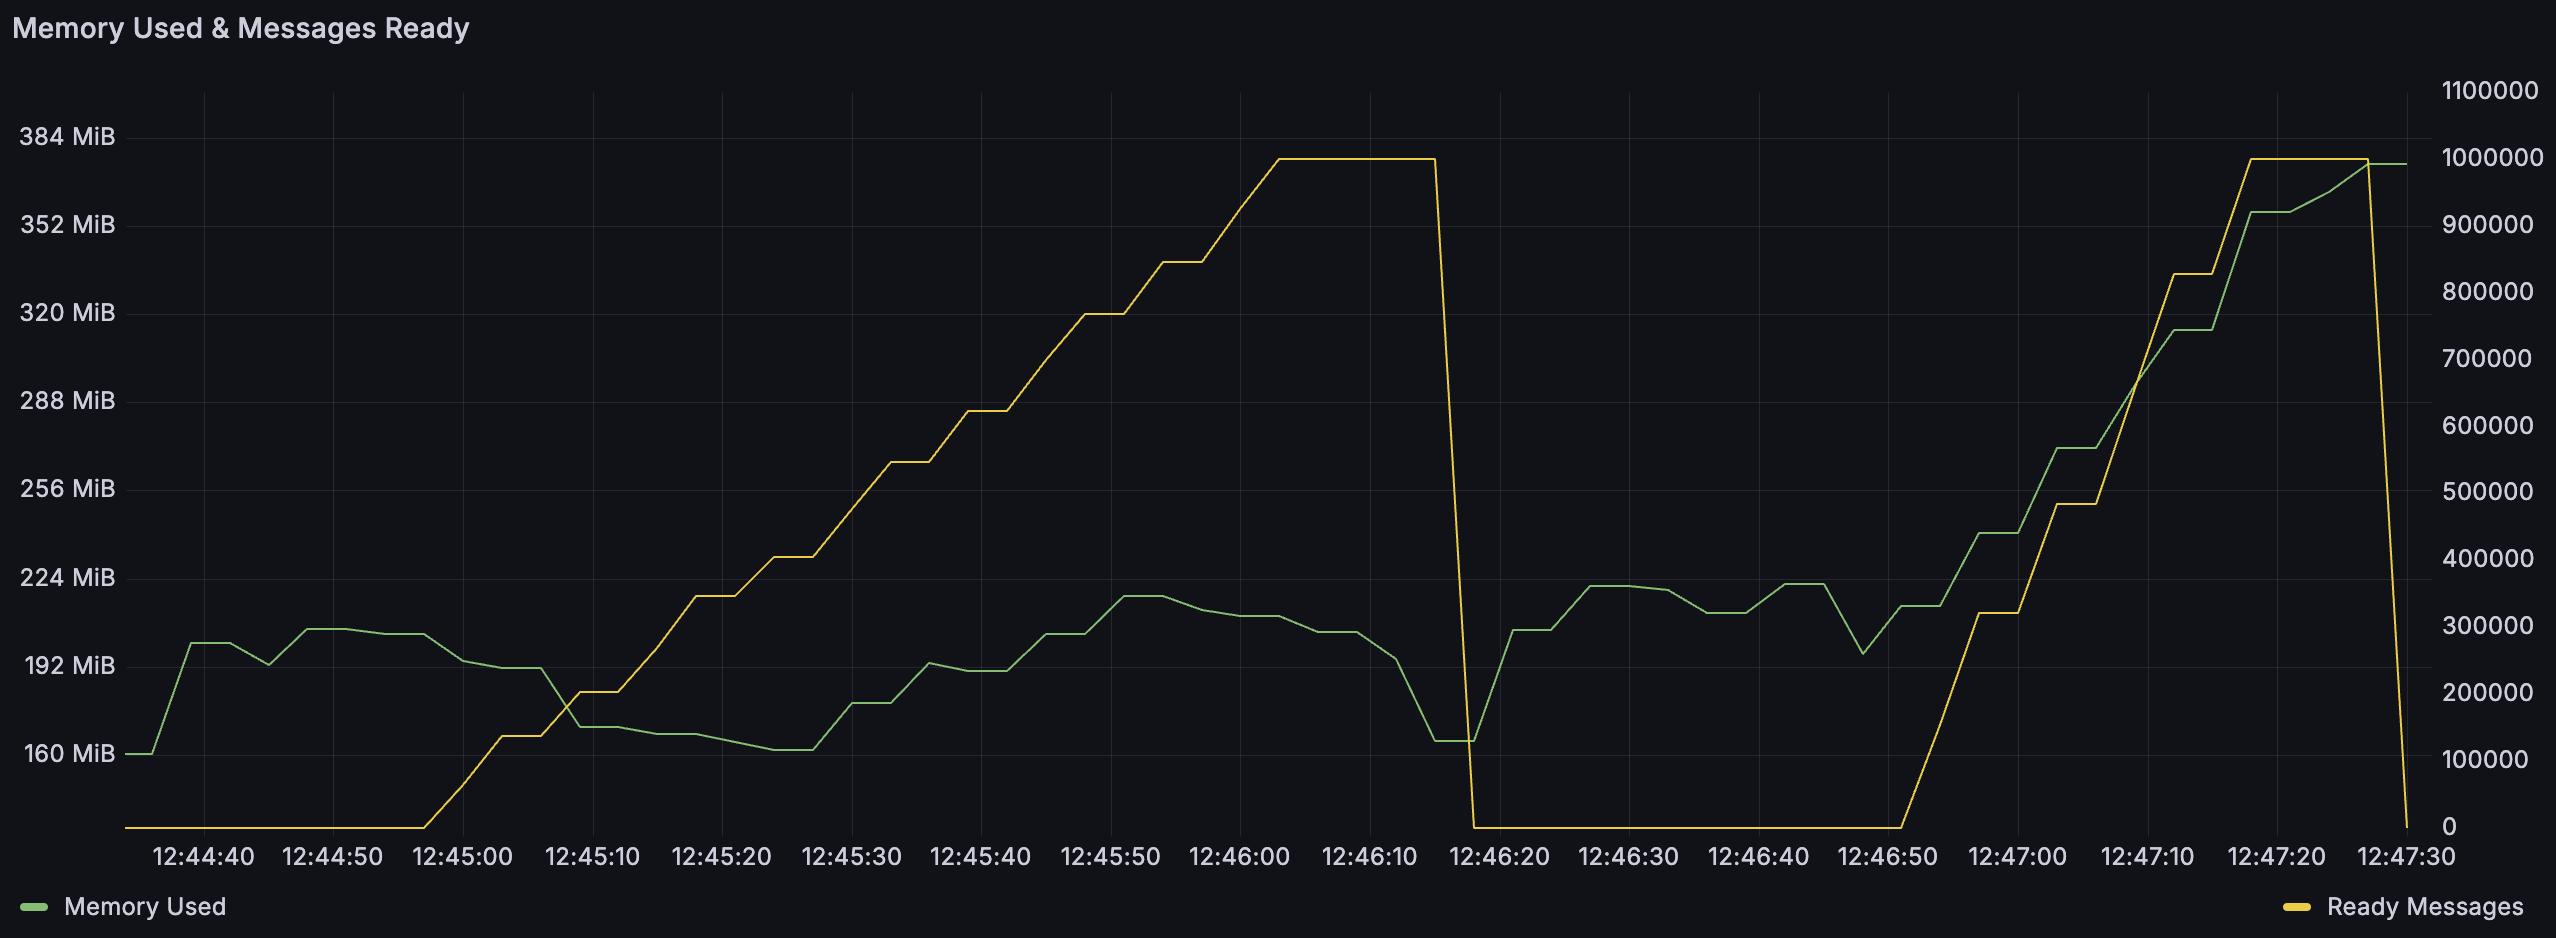 Memory Used & Messages Ready
1100000
384 MiB
1000000
352 MiB
900000
320 MiB
800000
700000
288 MiB
600000
256 MiB
500000
224 MiB
400000
300000
192 MiB
200000
160 MiB
100000
0
12:44:40 12:44:50 12:45:00 12:45:10 12:45:20 12:45:30 12:45:40 12:45:50 12:46:00 12:46:10 12:46:20 12:46:30 12:46:40 12:46:50 12:47:00 12:47:10 12:47:20 12:47:30
Memory Used
Ready Messages